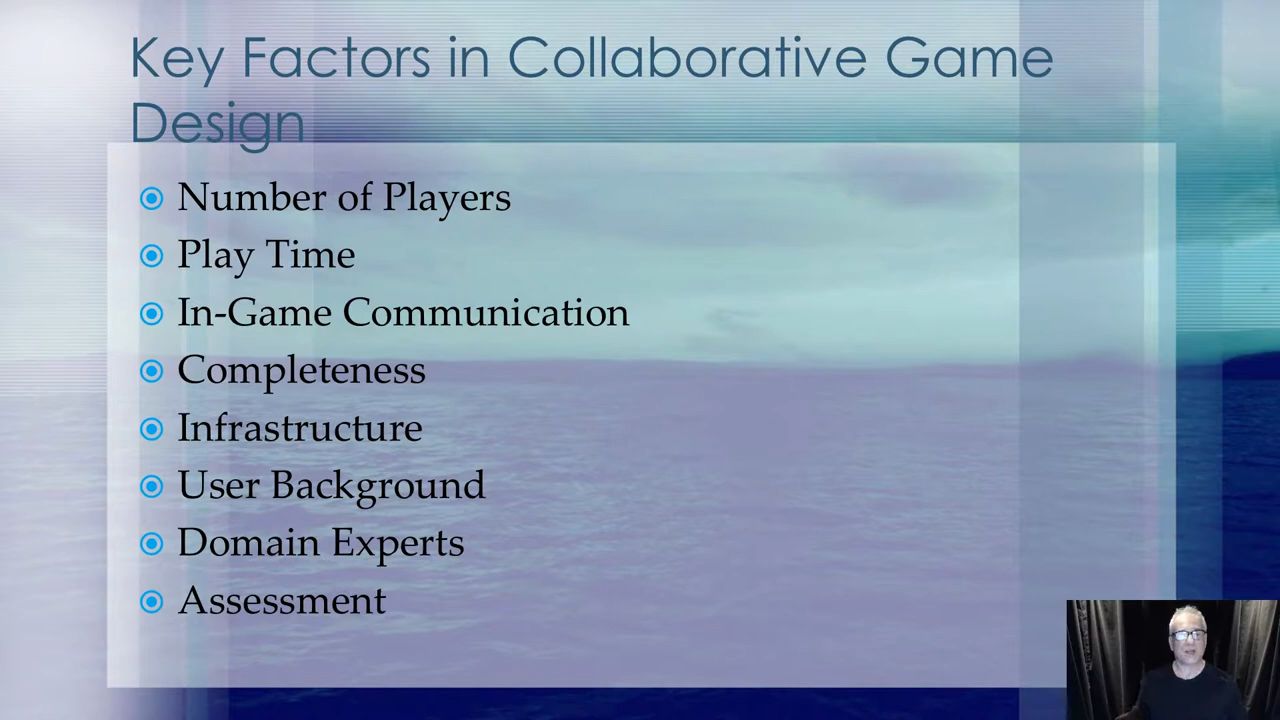 Key Factors in Collaborative Game
Design
Number of Players
Play Time
In-Game Communication
Completeness
Infrastructure
User Background
Domain Experts
Assessment